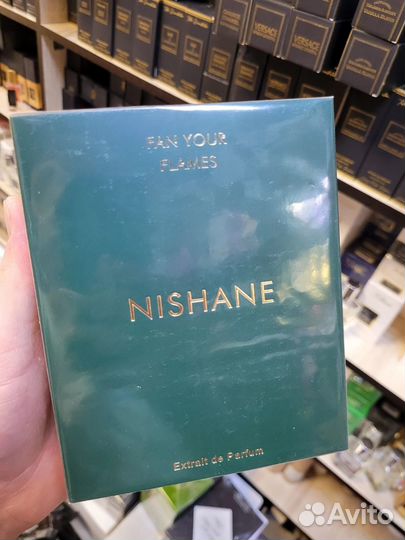 VERSACE
VERSACE
FAN YOUR
FLAMES
NISHANE
Extrait de Parfum
Avito